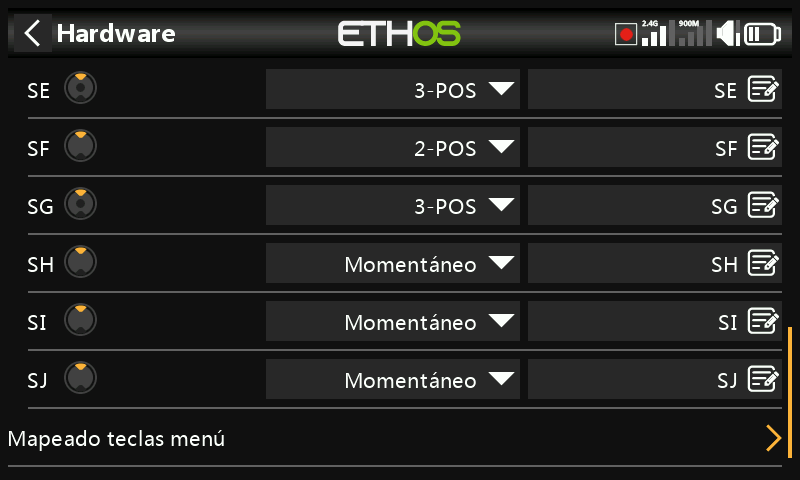 Hardware ETHOS 2.4G 900M
SE 3-POS SE
SF 2-POS SF
SG 3-POS SG
SH Momentáneo SH
SI Momentáneo SI
SJ Momentáneo SJ
Mapeado teclas menú